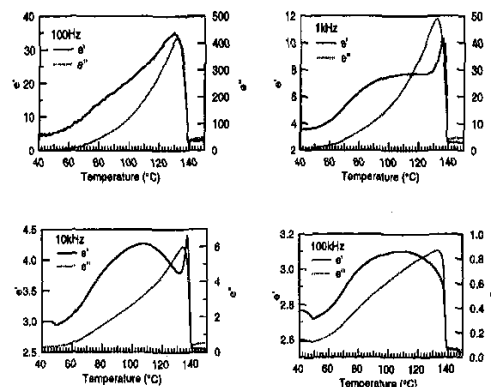 100Hz
e'
e"
40
30
20
10
0
500
400
300
200
100
0
e'
e"
40 60 80 100 120 140
Temperature (°C)
1kHz
e'
e"
12
10
8
6
4
2
50
40
30
20
10
0
e'
e"
40 60 80 100 120 140
Temperature (°C)
10kHz
e'
e"
4.5
4.0
3.5
3.0
2.5
6
4
2
0
e'
e"
40 60 80 100 120 140
Temperature (°C)
100kHz
e'
e"
3.2
3.0
2.8
2.6
1.0
0.8
0.6
0.4
0.2
0.0
e'
40 60 80 100 120 140
Temperature (°C)